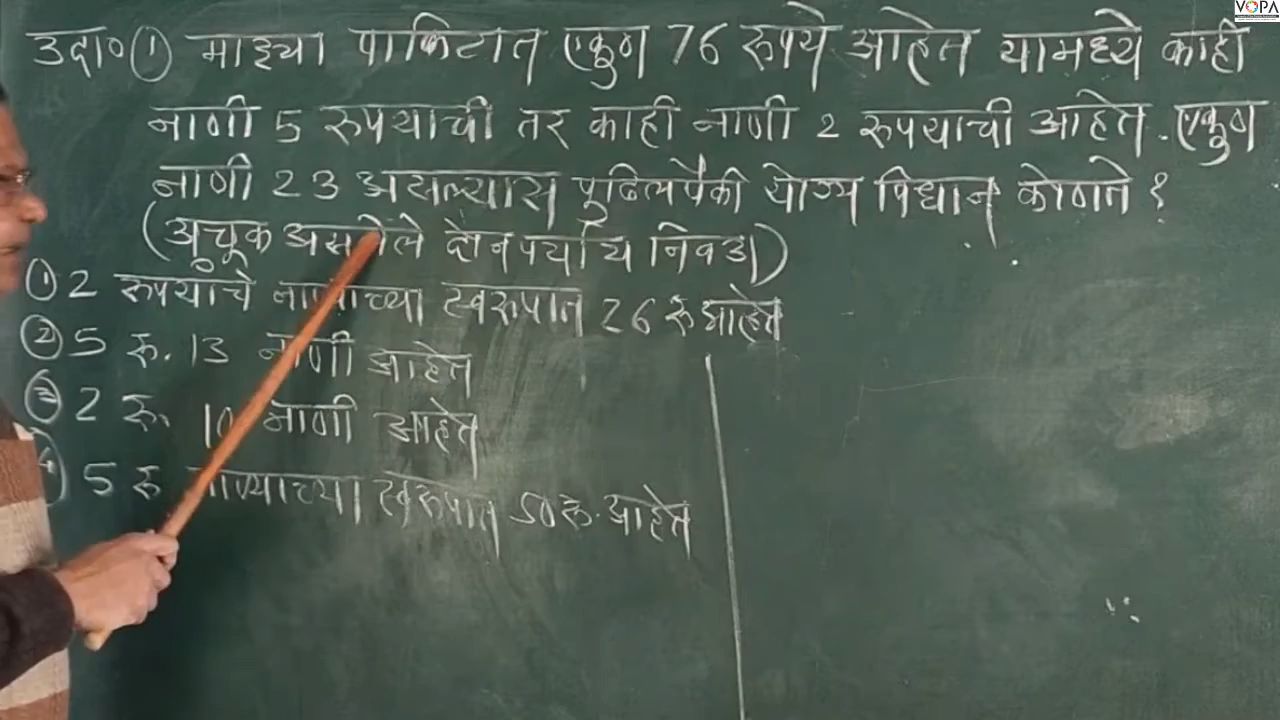 VOPA
उदा० ① माझ्या पाकिटात एकुण 76 रूपये आहेत यामध्ये काही
नाणी 5 रुपयाची तर काही नाणी 2 रुपयाची आहेत. एकुण
नाणी 23 असल्यास पुढिलपैकी योग्य विधान कोणते ?
(अचूक असलेले दोन पर्याय निवडा)
① 2 रुपयाचे नाण्याच्या स्वरूपात 26 रु आहेत
② 5 रु. 13 नाणी आहेत
③ 2 रु. 10 नाणी आहेत
④ 5 रु नाण्याच्या स्वरूपात 50 रु. आहेत